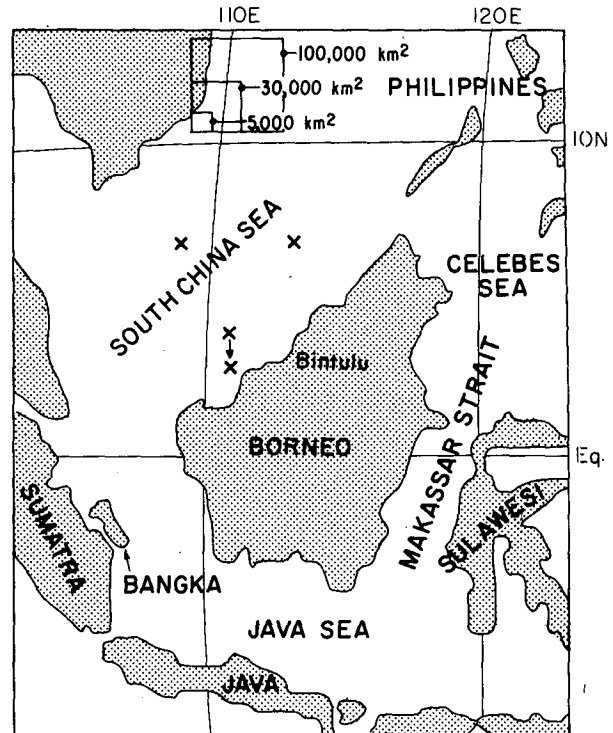 110E 120E
100,000 km²
PHILIPPINES
30,000 km²
5,000 km²
10N
SOUTH CHINA SEA
CELEBES
SEA
X X
X
X
Bintulu
MAKASSAR STRAIT
BORNEO
Eq.
SUMATRA
SULAWESI
BANGKA
JAVA SEA
JAVA